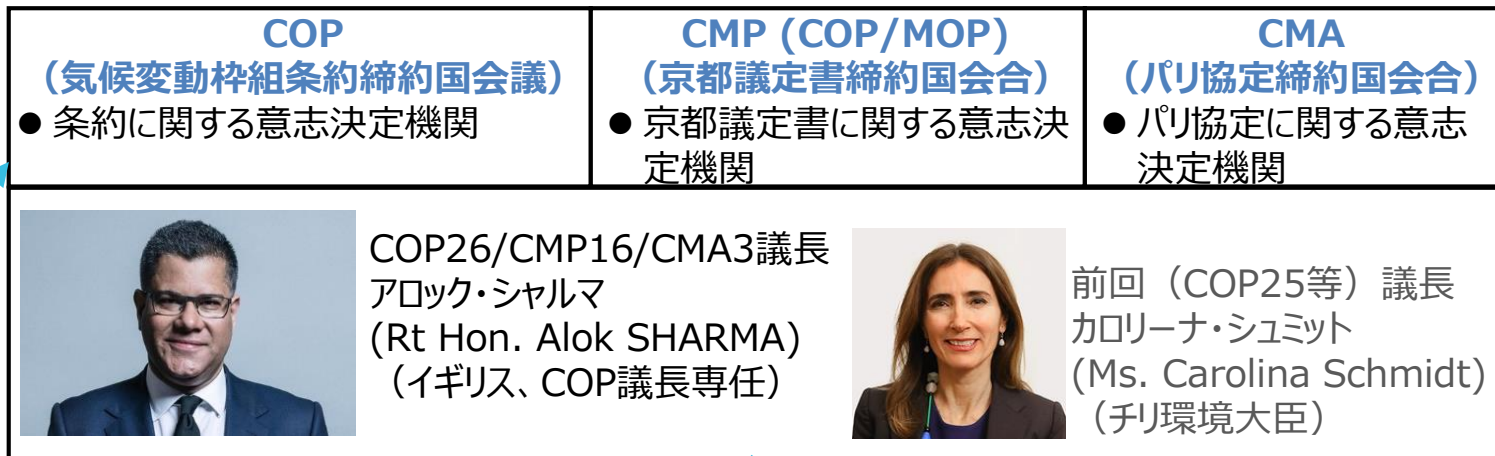 COP
（気候変動枠組条約締約国会議）
● 条約に関する意志決定機関
CMP (COP/MOP)
（京都議定書締約国会合）
● 京都議定書に関する意志決
定機関
CMA
（パリ協定締約国会合）
● パリ協定に関する意志
決定機関
COP26/CMP16/CMA3議長
アロック・シャルマ
(Rt Hon. Alok SHARMA)
（イギリス、COP議長専任）
前回（COP25等）議長
カロリーナ・シュミット
(Ms. Carolina Schmidt)
（チリ環境大臣）